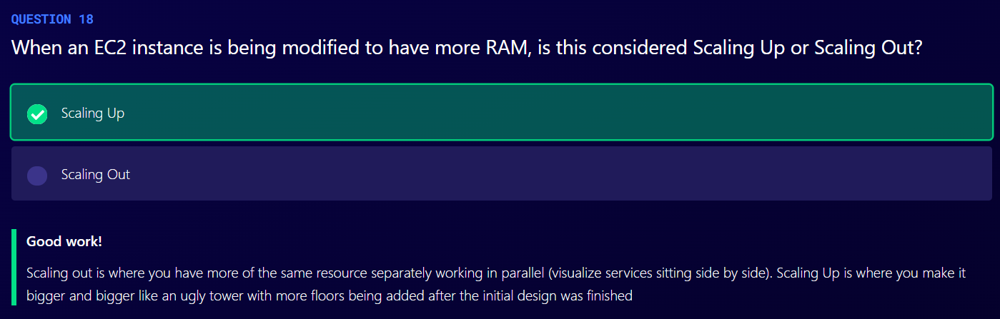 QUESTION 18
When an EC2 instance is being modified to have more RAM, is this considered Scaling Up or Scaling Out?
Scaling Up
Scaling Out
Good work!
Scaling out is where you have more of the same resource separately working in parallel (visualize services sitting side by side). Scaling Up is where you make it
bigger and bigger like an ugly tower with more floors being added after the initial design was finished